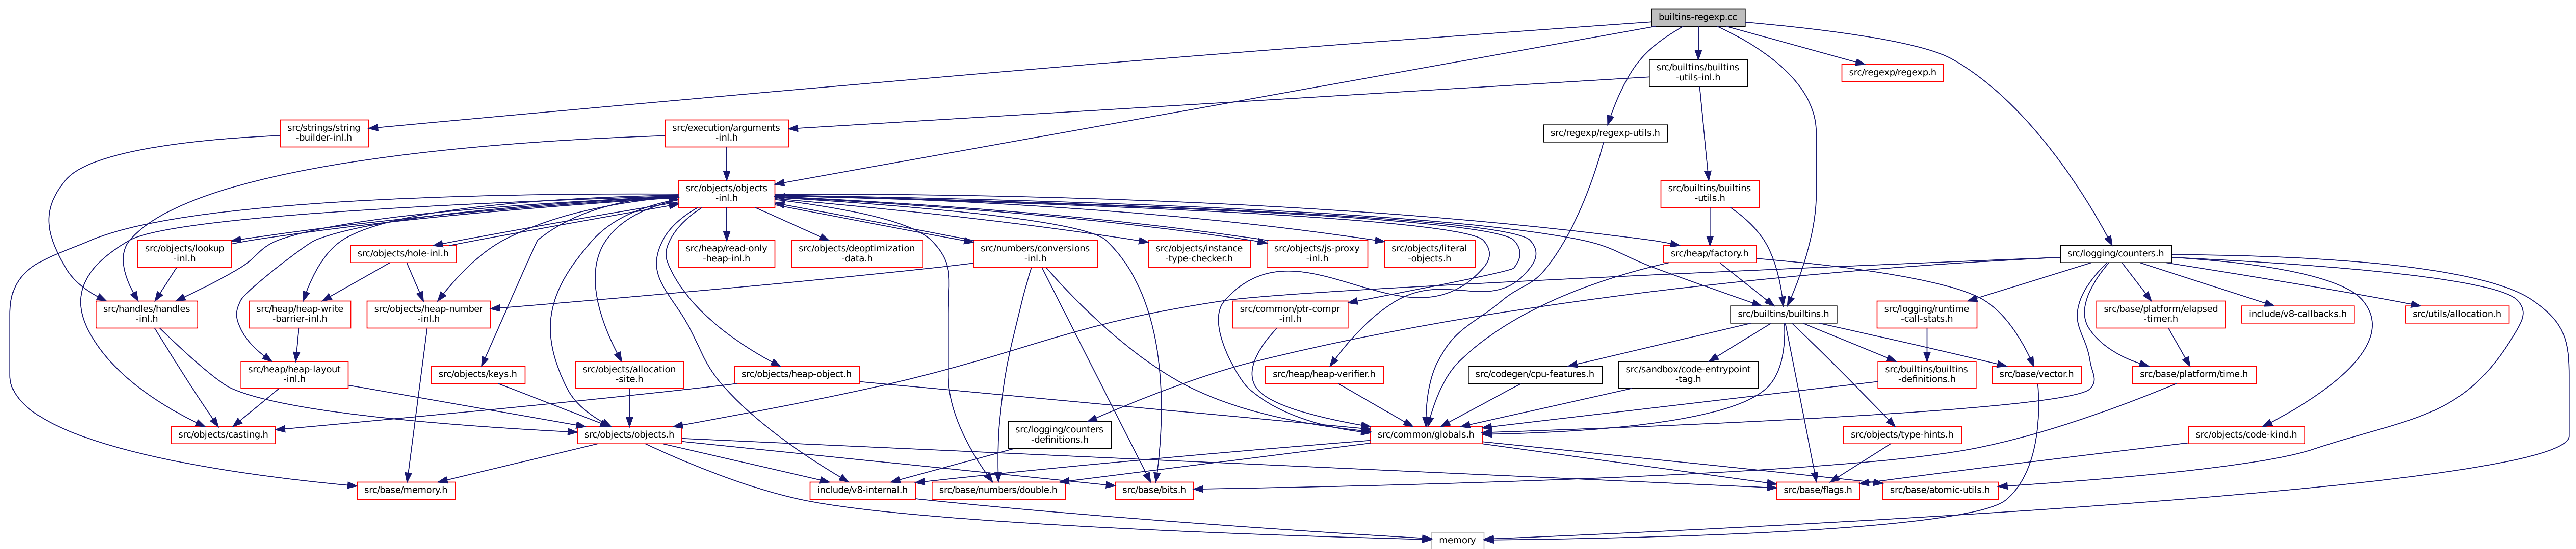 builtins-regexp.cc
src/builtins/builtins
-utils-inl.h
src/regexp/regexp.h
src/strings/string
-builder-inl.h
src/execution/arguments
-inl.h
src/regexp/regexp-utils.h
src/objects/objects
-inl.h
src/builtins/builtins
-utils.h
src/objects/lookup
-inl.h
src/objects/hole-inl.h
src/heap/read-only
-heap-inl.h
src/objects/deoptimization
-data.h
src/numbers/conversions
-inl.h
src/objects/instance
-type-checker.h
src/objects/js-proxy
-inl.h
src/objects/literal
-objects.h
src/heap/factory.h
src/logging/counters.h
src/handles/handles
-inl.h
src/heap/heap-write
-barrier-inl.h
src/objects/heap-number
-inl.h
src/common/ptr-compr
-inl.h
src/builtins/builtins.h
src/logging/runtime
-call-stats.h
src/base/platform/elapsed
-timer.h
include/v8-callbacks.h
src/utils/allocation.h
src/heap/heap-layout
-inl.h
src/objects/keys.h
src/objects/allocation
-site.h
src/objects/heap-object.h
src/heap/heap-verifier.h
src/codegen/cpu-features.h
src/sandbox/code-entrypoint
-tag.h
src/builtins/builtins
-definitions.h
src/base/vector.h
src/base/platform/time.h
src/objects/casting.h
src/objects/objects.h
src/logging/counters
-definitions.h
src/common/globals.h
src/objects/type-hints.h
src/objects/code-kind.h
src/base/memory.h
include/v8-internal.h
src/base/numbers/double.h
src/base/bits.h
src/base/flags.h
src/base/atomic-utils.h
memory